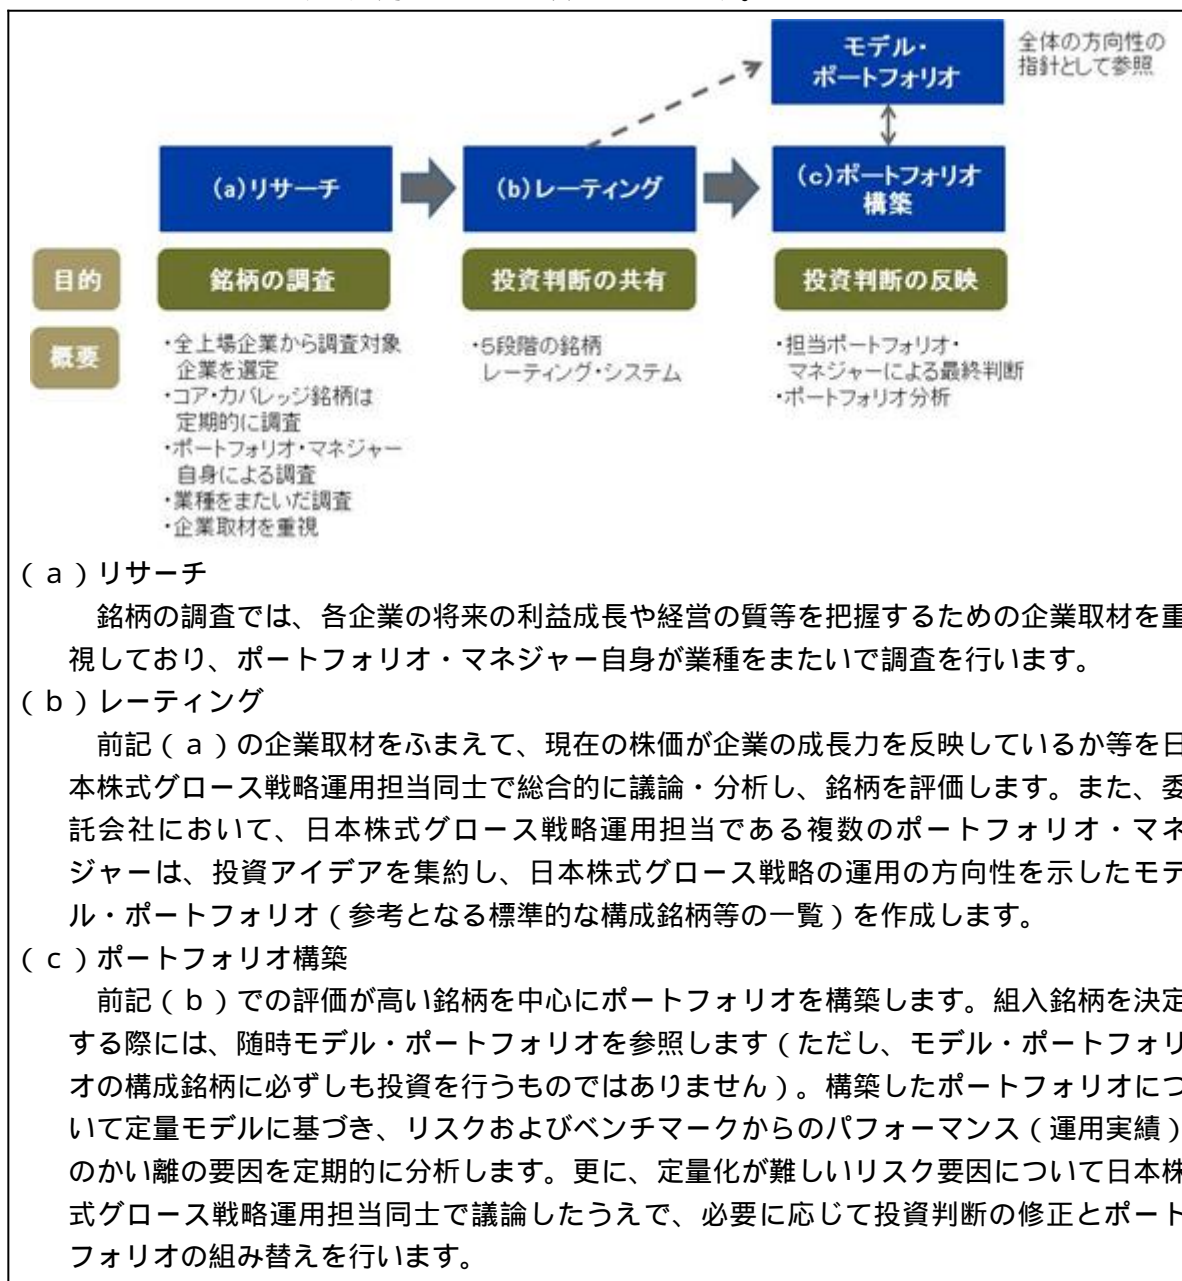 モデル・
ポートフォリオ
全体の方向性の
指針として参照
(a)リサーチ
(b)レーティング
(c)ポートフォリオ
構築
目的
銘柄の調査
投資判断の共有
投資判断の反映
概要
・全上場企業から調査対象
企業を選定
・コア・カバレッジ銘柄は
定期的に調査
・ポートフォリオ・マネジャー
自身による調査
・業種をまたいだ調査
・企業取材を重視
・5段階の銘柄
レーティング・システム
・担当ポートフォリオ・
マネジャーによる最終判断
・ポートフォリオ分析
(a)リサーチ
銘柄の調査では、各企業の将来の利益成長や経営の質等を把握するための企業取材を重
視しており、ポートフォリオ・マネジャー自身が業種をまたいで調査を行います。
(b)レーティング
前記(a)の企業取材をふまえて、現在の株価が企業の成長力を反映しているか等を日
本株式グロース戦略運用担当同士で総合的に議論・分析し、銘柄を評価します。また、委
託会社において、日本株式グロース戦略運用担当である複数のポートフォリオ・マネ
ジャーは、投資アイデアを集約し、日本株式グロース戦略の運用の方向性を示したモデ
ル・ポートフォリオ(参考となる標準的な構成銘柄等の一覧)を作成します。
(c)ポートフォリオ構築
前記(b)での評価が高い銘柄を中心にポートフォリオを構築します。組入銘柄を決定
する際には、随時モデル・ポートフォリオを参照します(ただし、モデル・ポートフォリ
オの構成銘柄に必ずしも投資を行うものではありません)。構築したポートフォリオにつ
いて定量モデルに基づき、リスクおよびベンチマークからのパフォーマンス(運用実績)
のかい離の要因を定期的に分析します。更に、定量化が難しいリスク要因について日本株
式グロース戦略運用担当同士で議論したうえで、必要に応じて投資判断の修正とポート
フォリオの組み替えを行います。